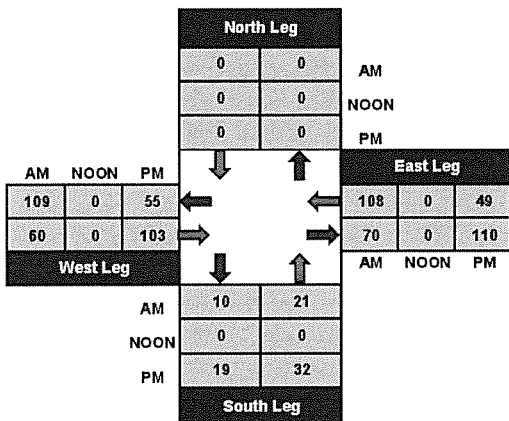 North Leg
0 0 AM
0 0 NOON
0 0 PM
AM NOON PM
109 0 55
60 0 103
West Leg
East Leg
108 0 49
70 0 110
AM NOON PM
AM 10 21
NOON 0 0
PM 19 32
South Leg